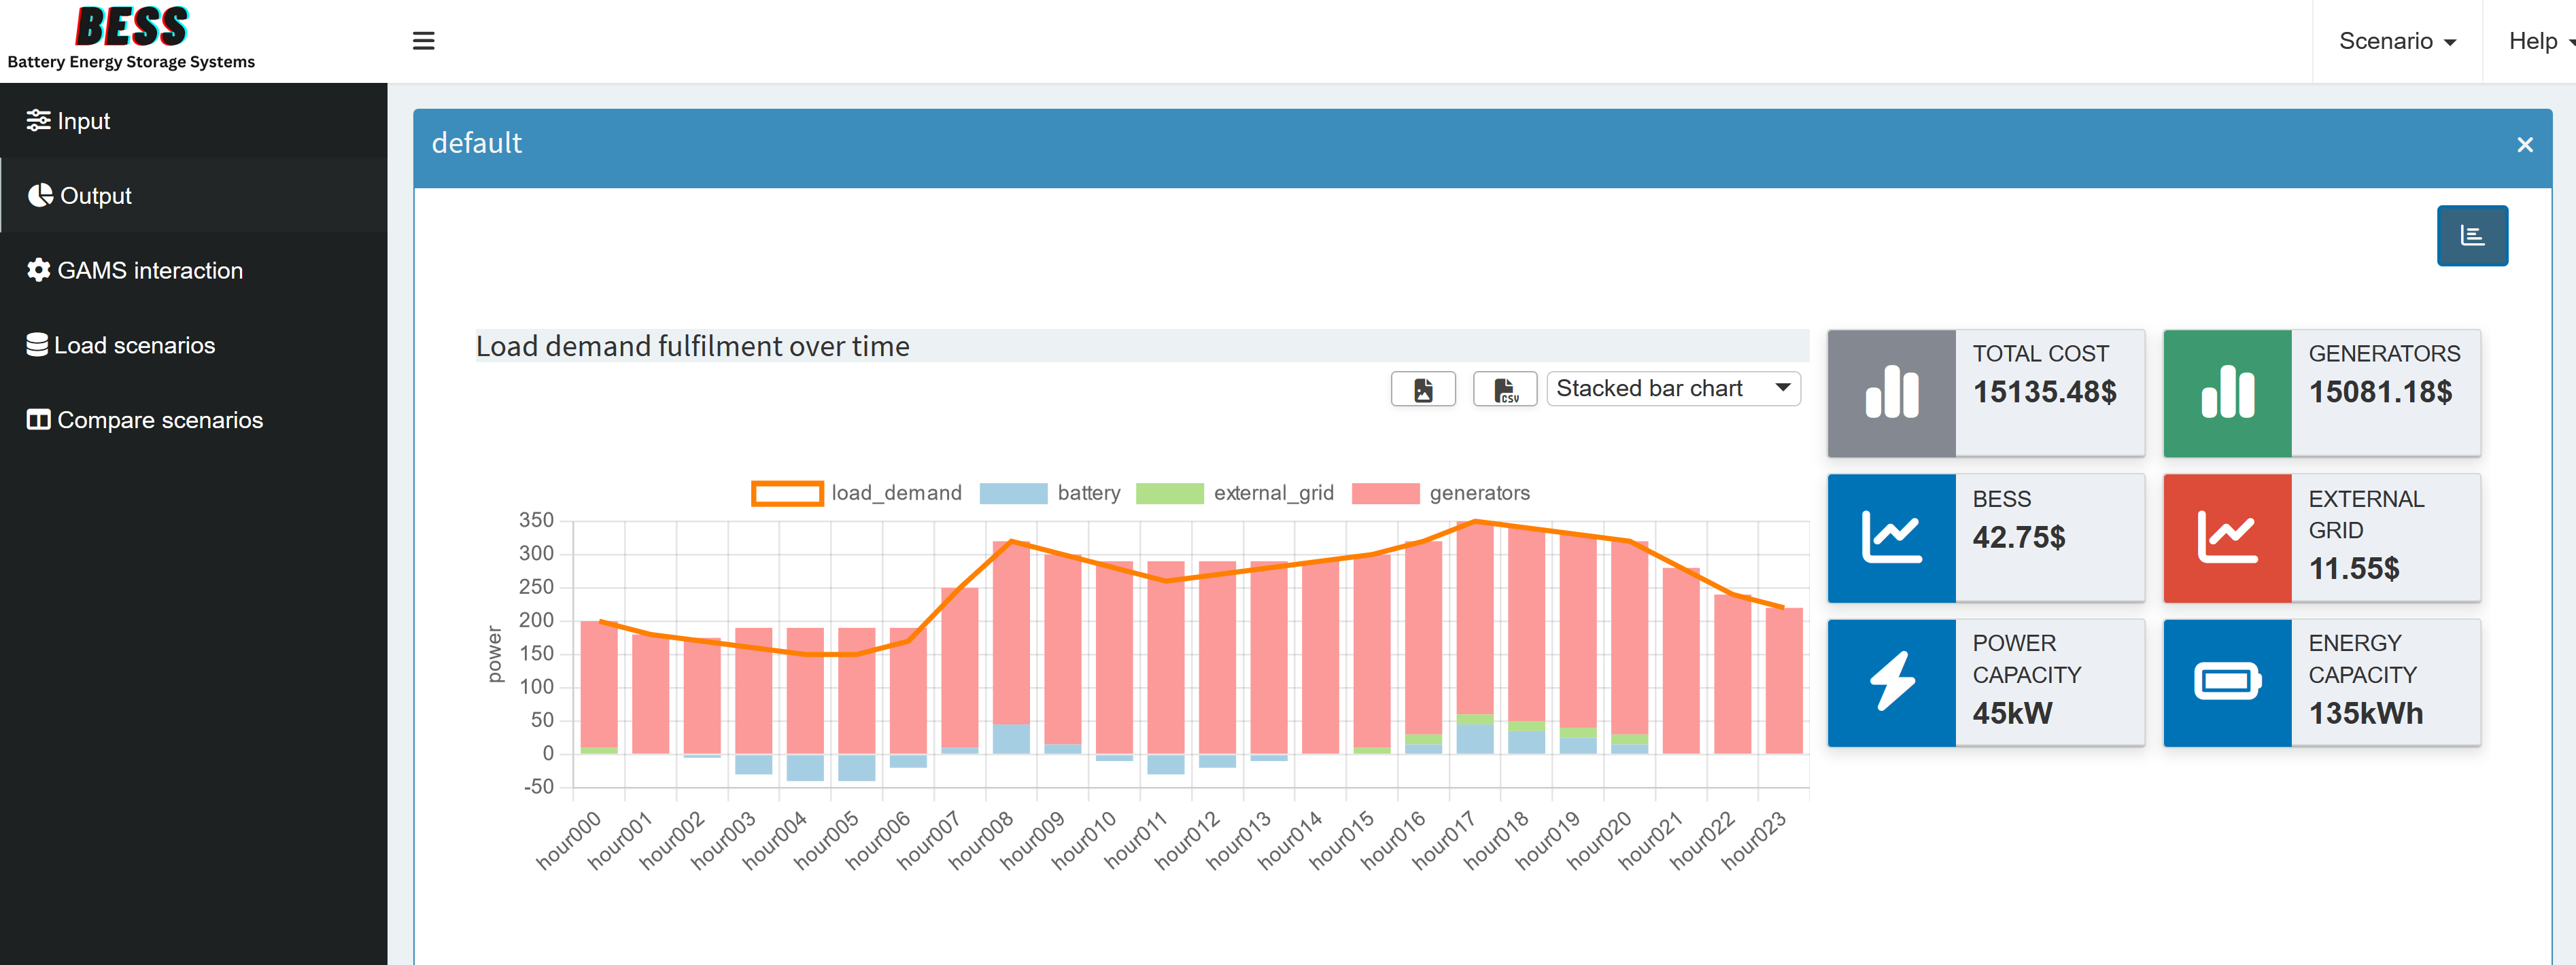 BESS
Battery Energy Storage Systems
Scenario
Help
Input
Output
GAMS interaction
Load scenarios
Compare scenarios
default
Load demand fulfilment over time
CSV
Stacked bar chart
load_demand battery external_grid generators
350
300
250
200
150
100
50
0
-50
power
hour000 hour001 hour002 hour003 hour004 hour005 hour006 hour007 hour008 hour009 hour010 hour011 hour012 hour013 hour014 hour015 hour016 hour017 hour018 hour019 hour020 hour021 hour022 hour023
TOTAL COST
15135.48$
GENERATORS
15081.18$
BESS
42.75$
EXTERNAL
GRID
11.55$
POWER
CAPACITY
45kW
ENERGY
CAPACITY
135kWh